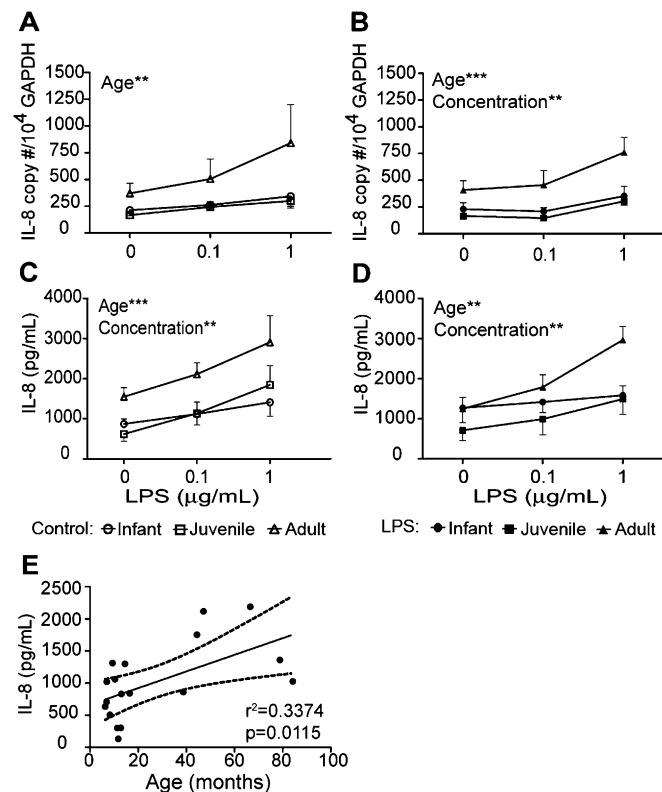 A
IL-8 copy #/10⁴ GAPDH
1500
1250
1000
750
500
250
0
Age**
0 0.1 1
B
IL-8 copy #/10⁴ GAPDH
1500
1250
1000
750
500
250
0
Age***
Concentration**
0 0.1 1
C
IL-8 (pg/mL)
4000
3000
2000
1000
0
Age***
Concentration**
0 0.1 1
LPS (µg/mL)
D
IL-8 (pg/mL)
4000
3000
2000
1000
0
Age**
Concentration**
0 0.1 1
LPS (µg/mL)
Control: Infant Juvenile Adult
LPS: Infant Juvenile Adult
E
IL-8 (pg/mL)
2500
2000
1500
1000
500
0
r²=0.3374
p=0.0115
0 20 40 60 80 100
Age (months)